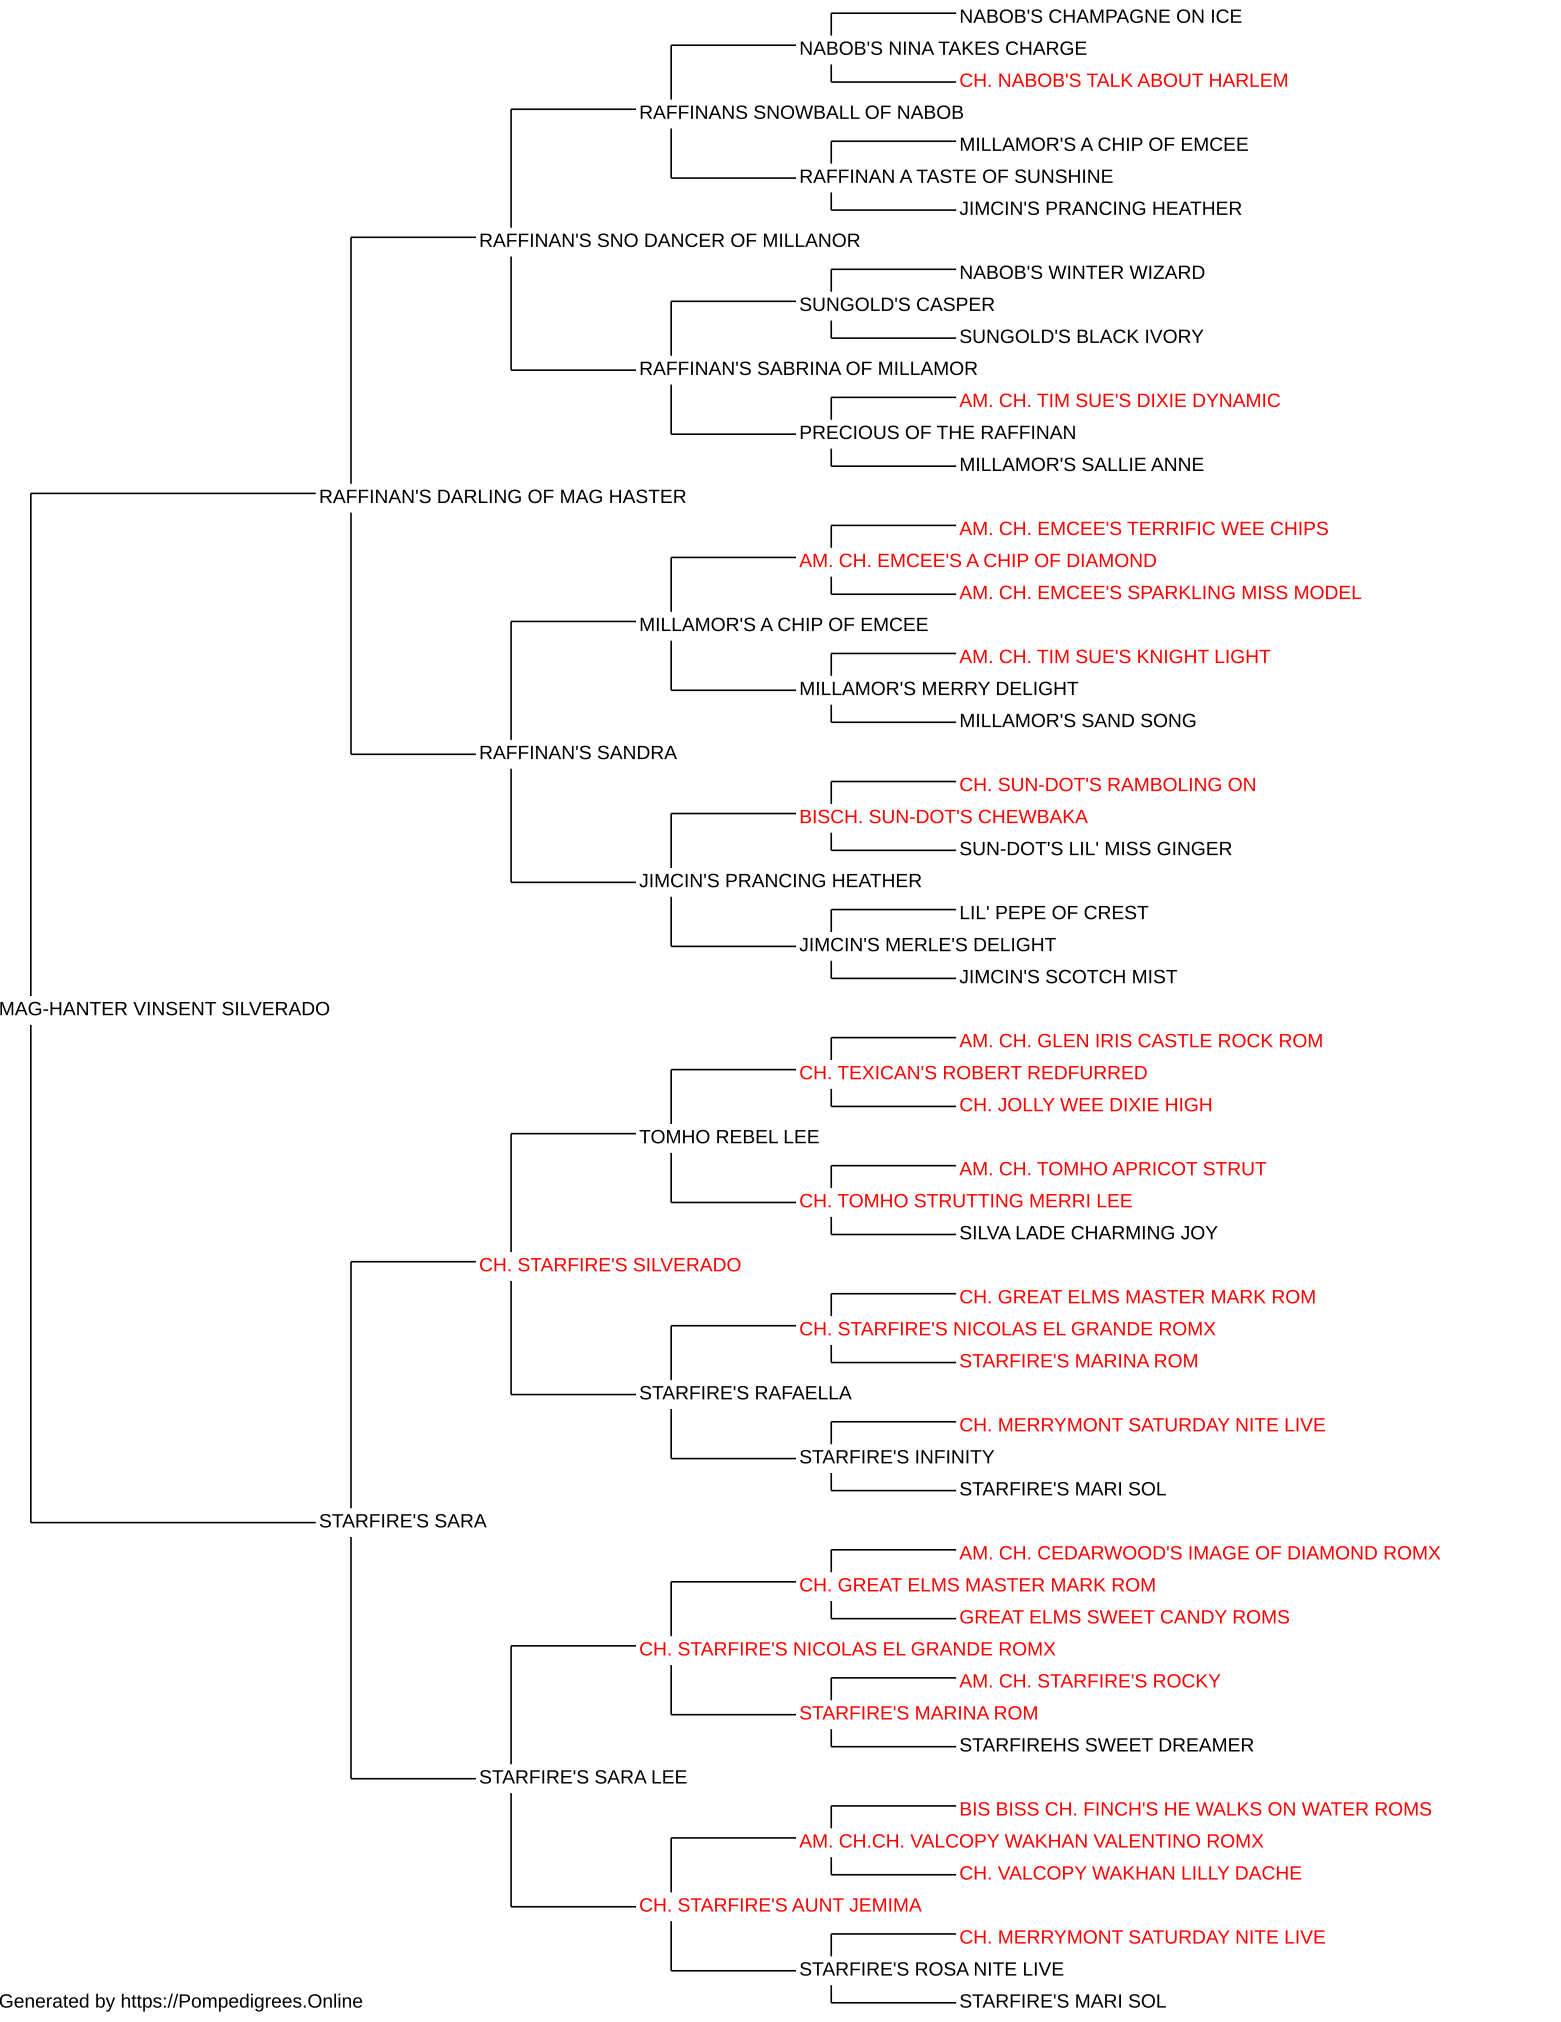 NABOB'S CHAMPAGNE ON ICE
NABOB'S NINA TAKES CHARGE
CH. NABOB'S TALK ABOUT HARLEM
RAFFINANS SNOWBALL OF NABOB
MILLAMOR'S A CHIP OF EMCEE
RAFFINAN A TASTE OF SUNSHINE
JIMCIN'S PRANCING HEATHER
RAFFINAN'S SNO DANCER OF MILLANOR
NABOB'S WINTER WIZARD
SUNGOLD'S CASPER
SUNGOLD'S BLACK IVORY
RAFFINAN'S SABRINA OF MILLAMOR
AM. CH. TIM SUE'S DIXIE DYNAMIC
PRECIOUS OF THE RAFFINAN
MILLAMOR'S SALLIE ANNE
RAFFINAN'S DARLING OF MAG HASTER
AM. CH. EMCEE'S TERRIFIC WEE CHIPS
AM. CH. EMCEE'S A CHIP OF DIAMOND
AM. CH. EMCEE'S SPARKLING MISS MODEL
MILLAMOR'S A CHIP OF EMCEE
AM. CH. TIM SUE'S KNIGHT LIGHT
MILLAMOR'S MERRY DELIGHT
MILLAMOR'S SAND SONG
RAFFINAN'S SANDRA
CH. SUN-DOT'S RAMBOLING ON
BISCH. SUN-DOT'S CHEWBAKA
SUN-DOT'S LIL' MISS GINGER
JIMCIN'S PRANCING HEATHER
LIL' PEPE OF CREST
JIMCIN'S MERLE'S DELIGHT
JIMCIN'S SCOTCH MIST
MAG-HANTER VINSENT SILVERADO
AM. CH. GLEN IRIS CASTLE ROCK ROM
CH. TEXICAN'S ROBERT REDFURRED
CH. JOLLY WEE DIXIE HIGH
TOMHO REBEL LEE
AM. CH. TOMHO APRICOT STRUT
CH. TOMHO STRUTTING MERRI LEE
SILVA LADE CHARMING JOY
CH. STARFIRE'S SILVERADO
CH. GREAT ELMS MASTER MARK ROM
CH. STARFIRE'S NICOLAS EL GRANDE ROMX
STARFIRE'S MARINA ROM
STARFIRE'S RAFAELLA
CH. MERRYMONT SATURDAY NITE LIVE
STARFIRE'S INFINITY
STARFIRE'S MARI SOL
STARFIRE'S SARA
AM. CH. CEDARWOOD'S IMAGE OF DIAMOND ROMX
CH. GREAT ELMS MASTER MARK ROM
GREAT ELMS SWEET CANDY ROMS
CH. STARFIRE'S NICOLAS EL GRANDE ROMX
AM. CH. STARFIRE'S ROCKY
STARFIRE'S MARINA ROM
STARFIREHS SWEET DREAMER
STARFIRE'S SARA LEE
BIS BISS CH. FINCH'S HE WALKS ON WATER ROMS
AM. CH.CH. VALCOPY WAKHAN VALENTINO ROMX
CH. VALCOPY WAKHAN LILLY DACHE
CH. STARFIRE'S AUNT JEMIMA
CH. MERRYMONT SATURDAY NITE LIVE
STARFIRE'S ROSA NITE LIVE
STARFIRE'S MARI SOL
Generated by https://Pompedigrees.Online